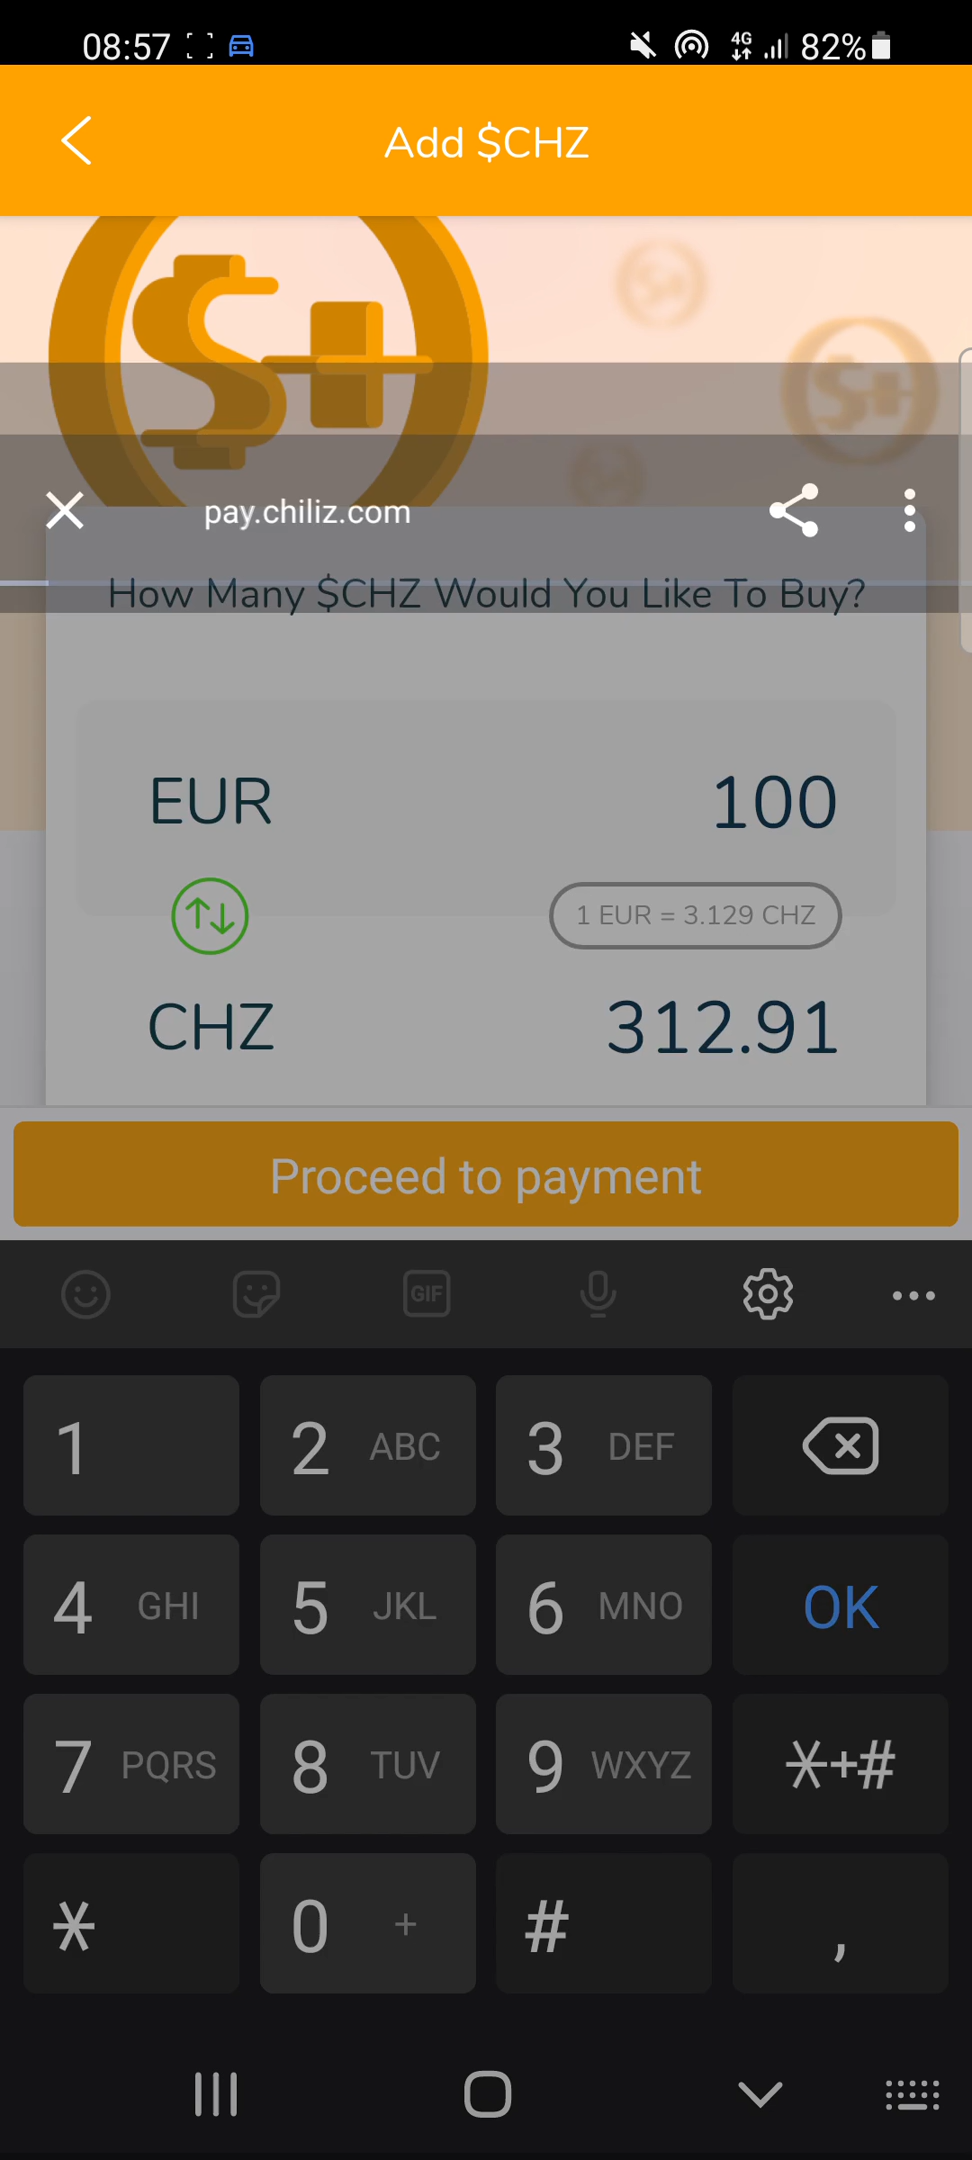 08:57
4G 82%
Add $CHZ
pay.chiliz.com
How Many $CHZ Would You Like To Buy?
EUR 100
1 EUR = 3.129 CHZ
CHZ 312.91
Proceed to payment
GIF
1 2 ABC 3 DEF
4 GHI 5 JKL 6 MNO OK
7 PQRS 8 TUV 9 WXYZ *+#
* 0 + # ,